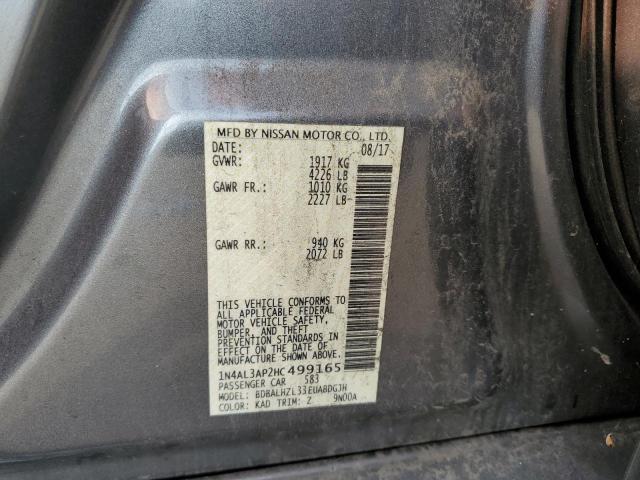 MFD BY NISSAN MOTOR CO., LTD.
DATE: 08/17
GVWR: 1917 KG
4226 LB
GAWR FR.: 1010 KG
2227 LB
GAWR RR.: 940 KG
2072 LB
THIS VEHICLE CONFORMS TO
ALL APPLICABLE FEDERAL
MOTOR VEHICLE SAFETY,
BUMPER, AND THEFT
PREVENTION STANDARDS
IN EFFECT ON THE DATE OF
MANUFACTURE SHOWN ABOVE.
1N4AL3AP2HC499165
PASSENGER CAR 583
MODEL: BDBALHZL33EUABDGJH
COLOR: KAD TRIM: Z 9N00A